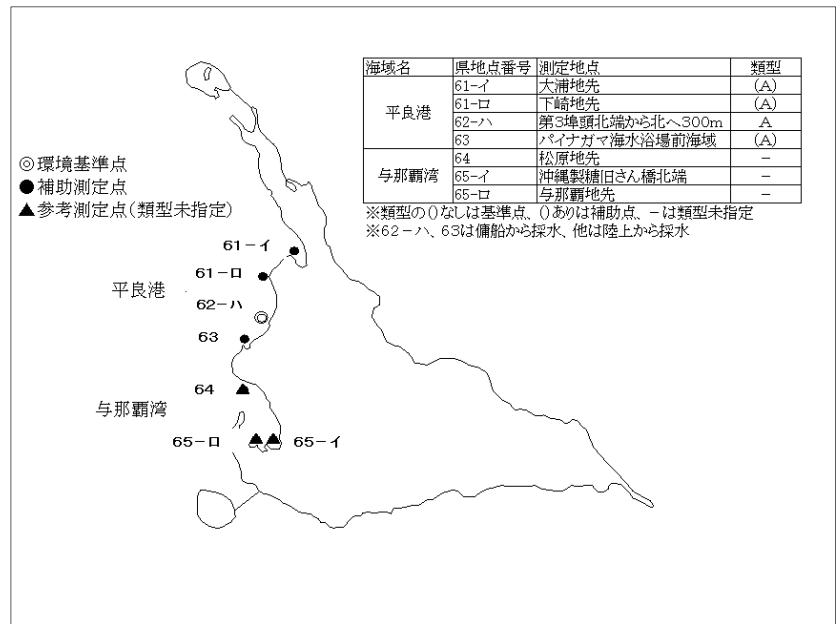 海域名 県地点番号 測定地点 類型
平良港 61-イ 大浦地先 (A)
61-ロ 下崎地先 (A)
62-ハ 第3埠頭北端から北へ300m A
63 パイナガマ海水浴場前海域 (A)
与那覇湾 64 松原地先 -
65-イ 沖縄製糖旧さん橋北端 -
65-ロ 与那覇地先 -
※類型の()なしは基準点、()ありは補助点、-は類型未指定
※62-ハ、63は傭船から採水、他は陸上から採水
◎環境基準点
●補助測定点
▲参考測定点(類型未指定)
61-イ
61-ロ
平良港
62-ハ
63
64
与那覇湾
65-ロ 65-イ